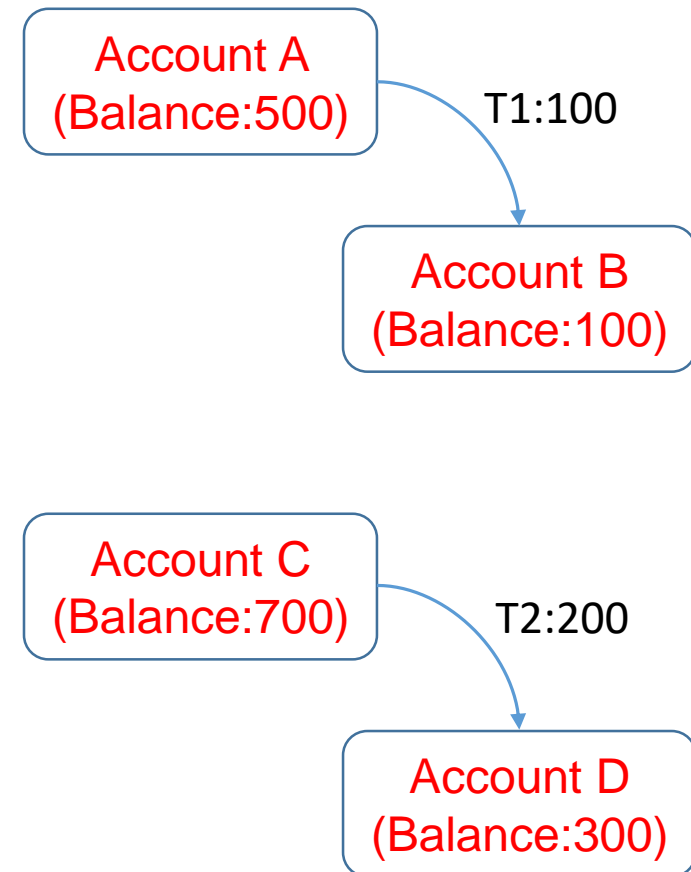 Account A
(Balance:500)
T1:100
Account B
(Balance:100)
Account C
(Balance:700)
T2:200
Account D
(Balance:300)